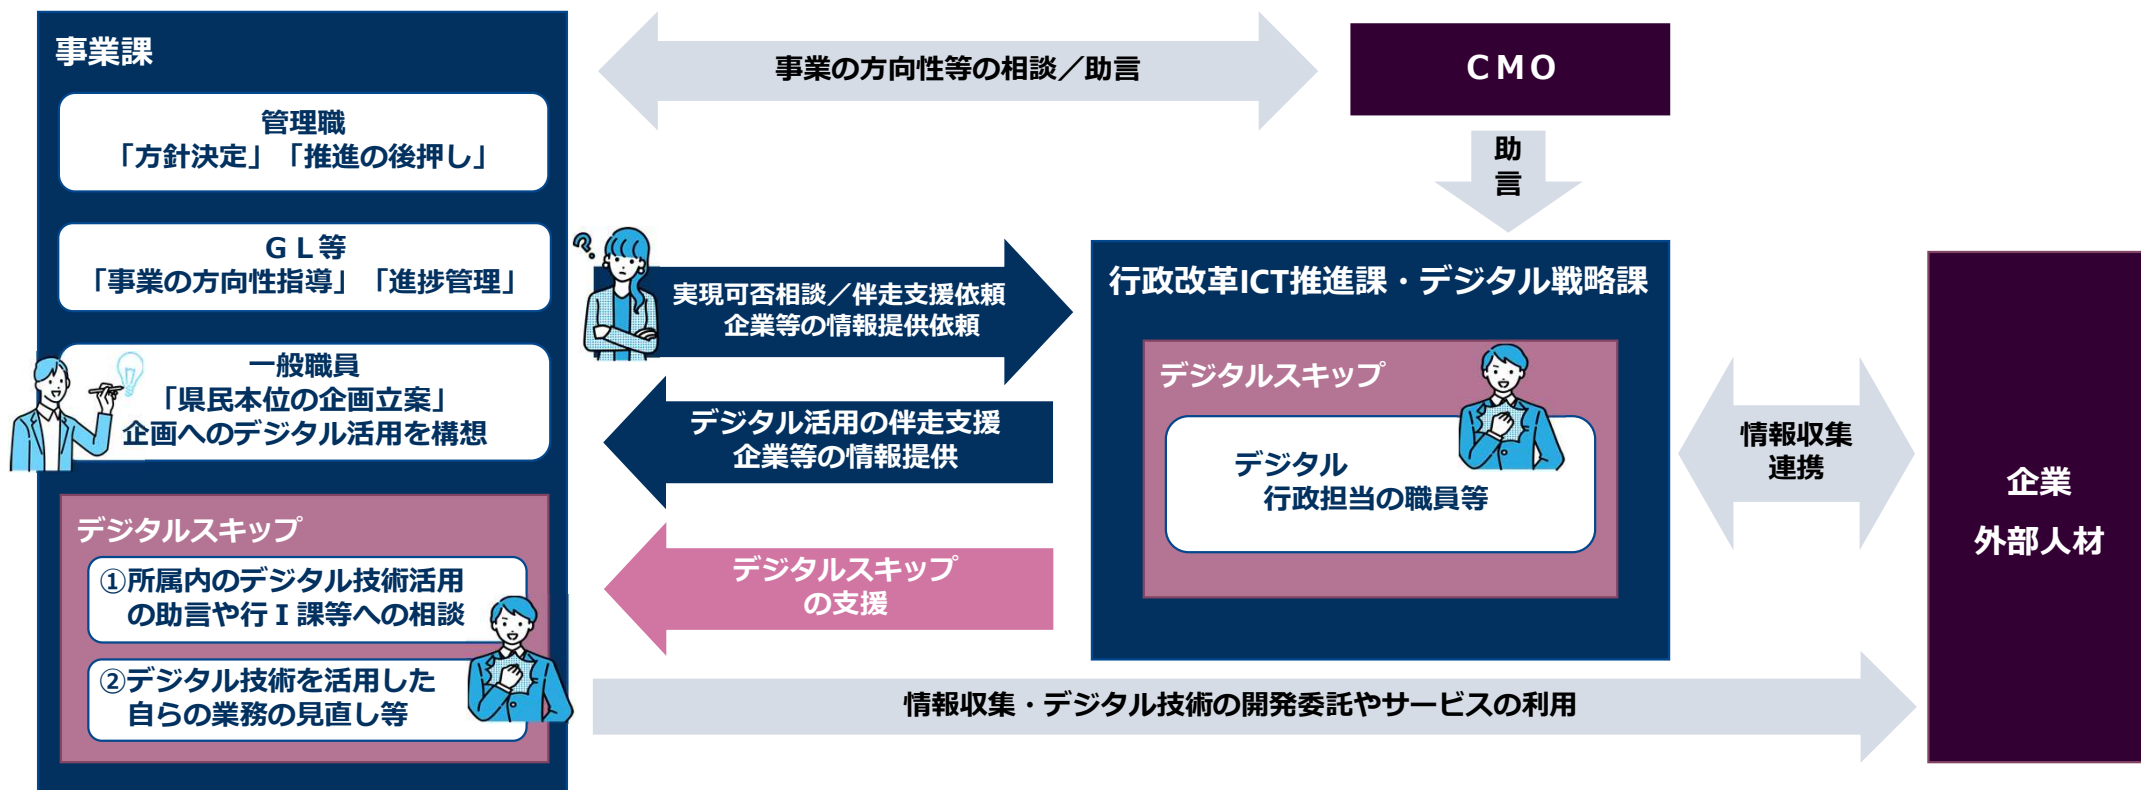 事業課
管理職
「方針決定」「推進の後押し」
ＧＬ等
「事業の方向性指導」「進捗管理」
一般職員
「県民本位の企画立案」
企画へのデジタル活用を構想
デジタルスキップ
①所属内のデジタル技術活用
の助言や行Ｉ課等への相談
②デジタル技術を活用した
自らの業務の見直し等
事業の方向性等の相談／助言
ＣＭＯ
助
言
実現可否相談／伴走支援依頼
企業等の情報提供依頼
デジタル活用の伴走支援
企業等の情報提供
デジタルスキップ
の支援
行政改革ICT推進課・デジタル戦略課
デジタルスキップ
デジタル
行政担当の職員等
情報収集
連携
企業
外部人材
情報収集・デジタル技術の開発委託やサービスの利用